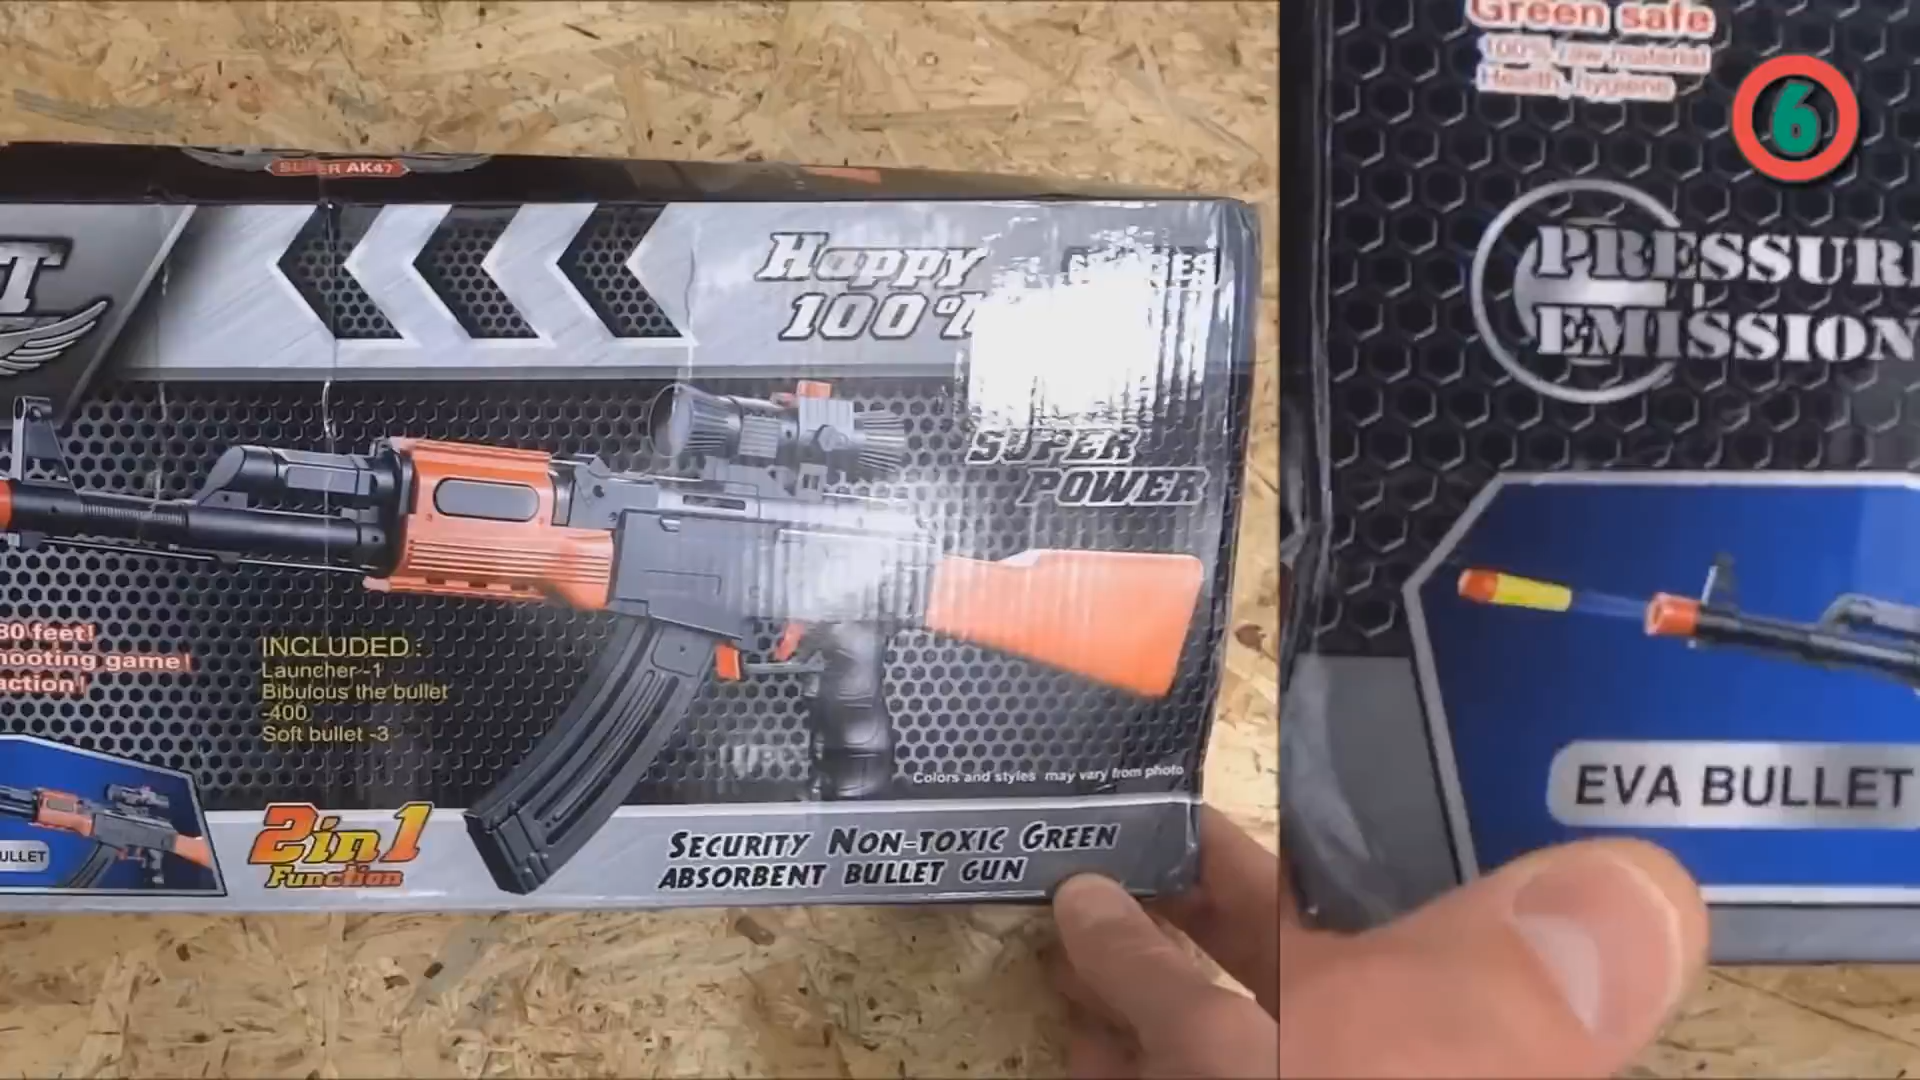 SUPER AK47
T
Happy
100%
SUPER
POWER
80 feet!
hooting game!
action!
INCLUDED:
Launcher-1
Bibulous the bullet
-400
Soft bullet -3
Colors and styles may vary from photo
ULLET
2in1
Function
SECURITY NON-TOXIC GREEN
ABSORBENT BULLET GUN
Green safe
100% raw material
Health, hygiene
6
PRESSURE
EMISSION
EVA BULLET